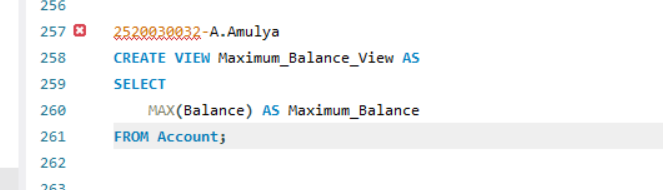 256
257 2520030032-A.Amulya
258 CREATE VIEW Maximum_Balance_View AS
259 SELECT
260 MAX(Balance) AS Maximum_Balance
261 FROM Account;
262
263